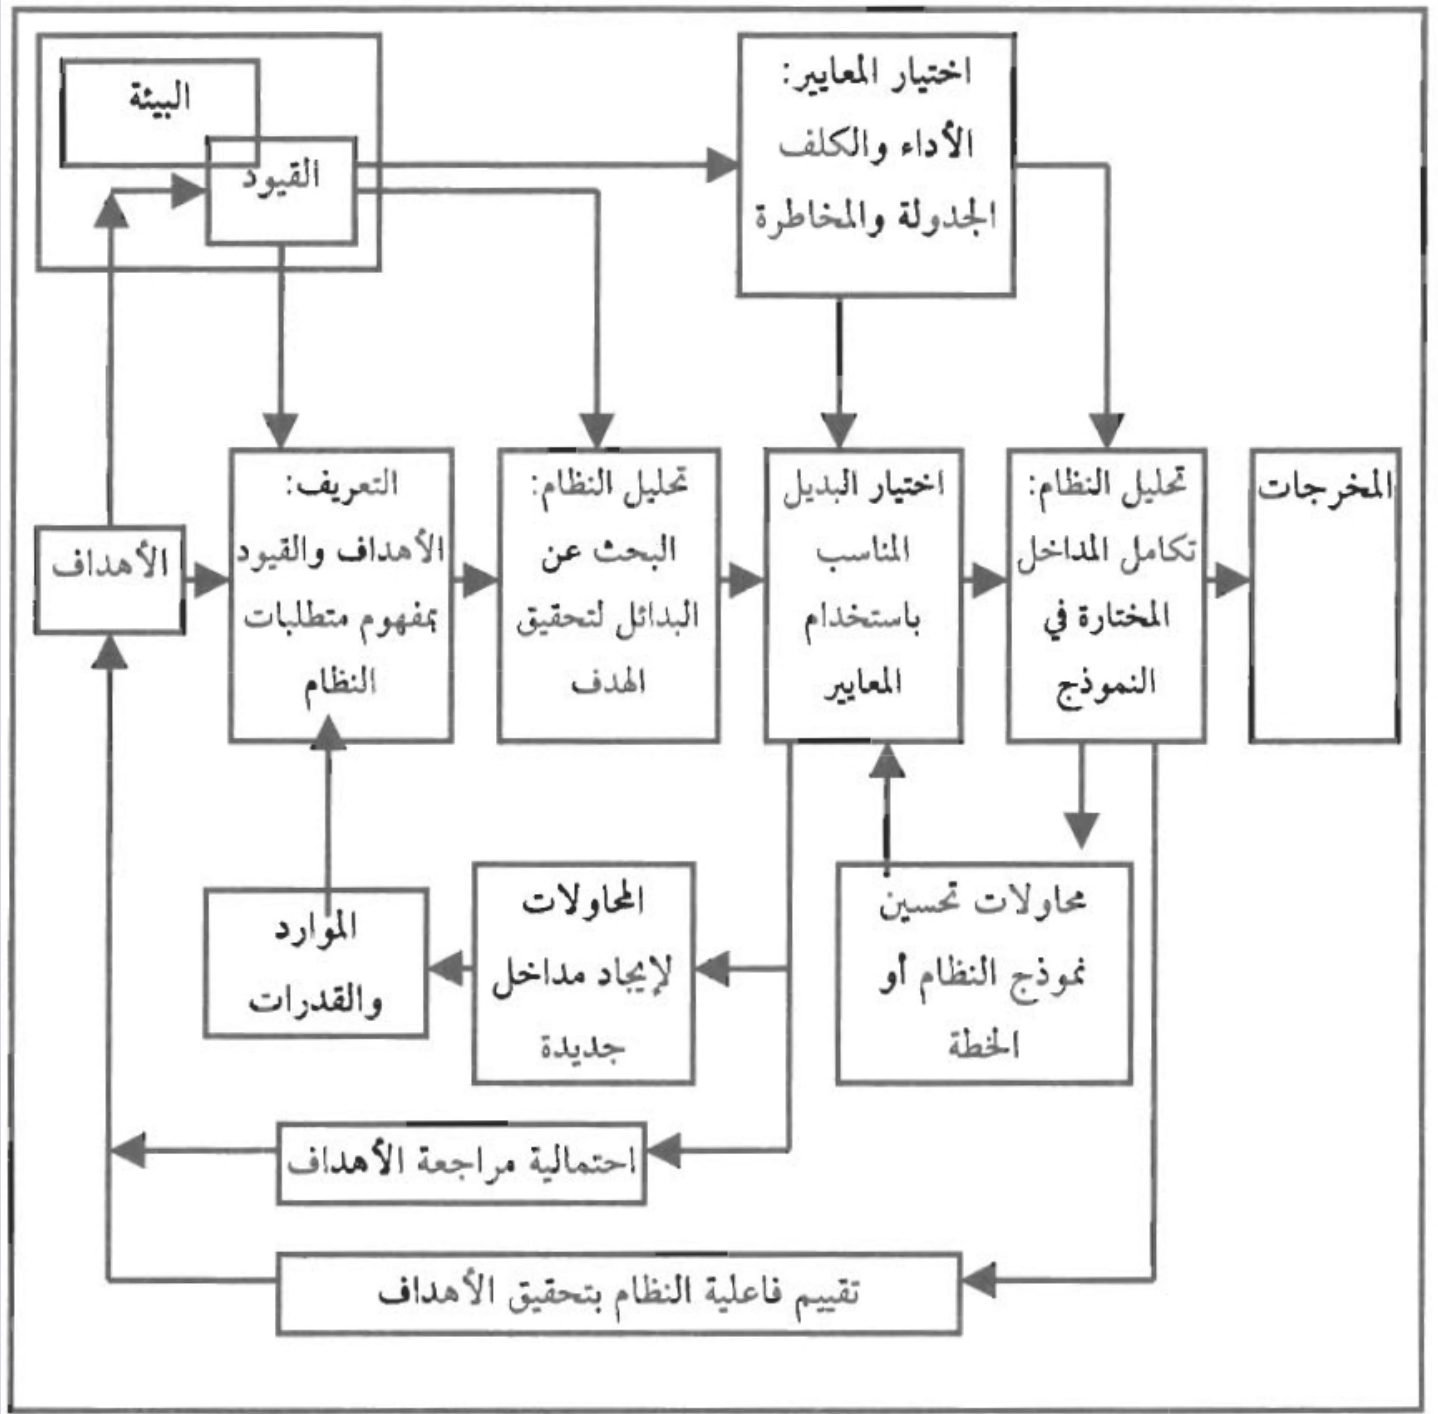 البيئة
القيود
اختيار المعايير:
الأداء والكلف
الجدولة والمخاطرة
الأهداف
التعريف:
الأهداف والقيود
بمفهوم متطلبات
النظام
تحليل النظام:
البحث عن
البدائل لتحقيق
الهدف
اختيار البديل
المناسب
باستخدام
المعايير
تحليل النظام:
تكامل المداخل
المختارة في
النموذج
المخرجات
الموارد
والقدرات
المحاولات
لإيجاد مداخل
جديدة
محاولات تحسين
نموذج النظام أو
الخطة
احتمالية مراجعة الأهداف
تقييم فاعلية النظام بتحقيق الأهداف